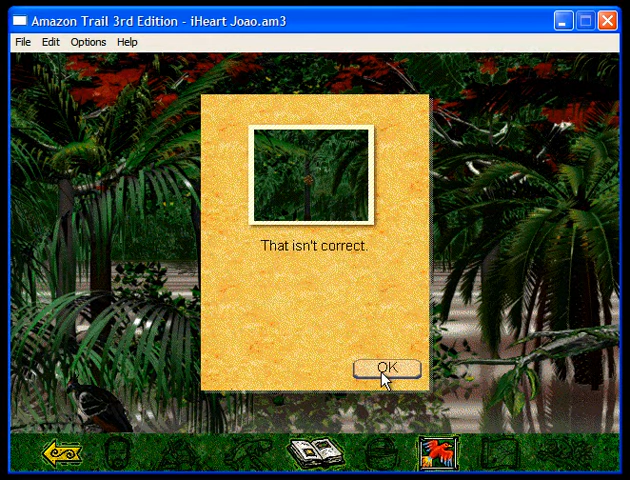 Amazon Trail 3rd Edition - iHeart Joao.am3
File Edit Options Help
That isn't correct.
OK